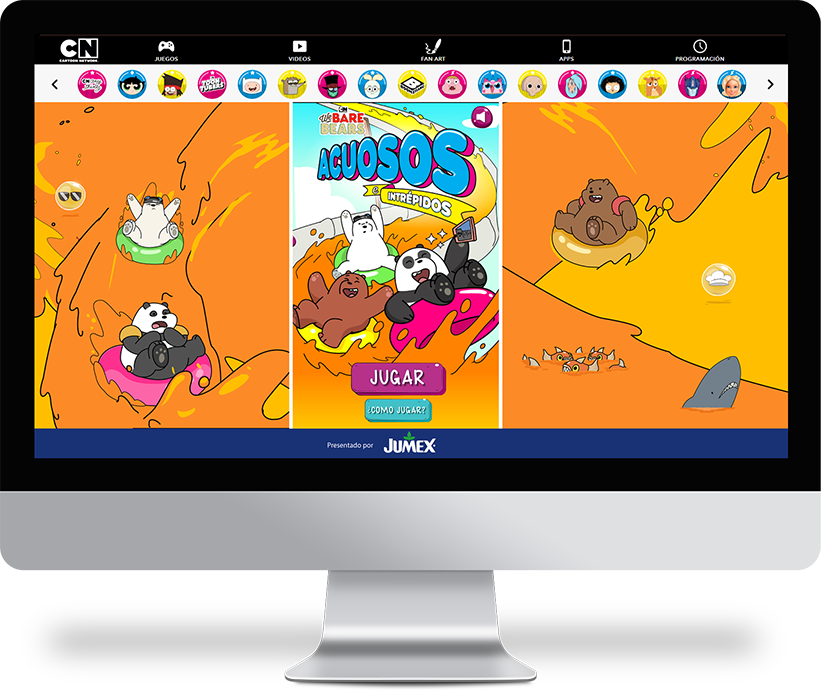 CN
CARTOON NETWORK
JUEGOS
VIDEOS
FAN ART
APPS
PROGRAMACIÓN
CN
We BARE
BEARS
ACUOSOS
e INTRÉPIDOS
JUGAR
¿COMO JUGAR?
Presentado por JUMEX